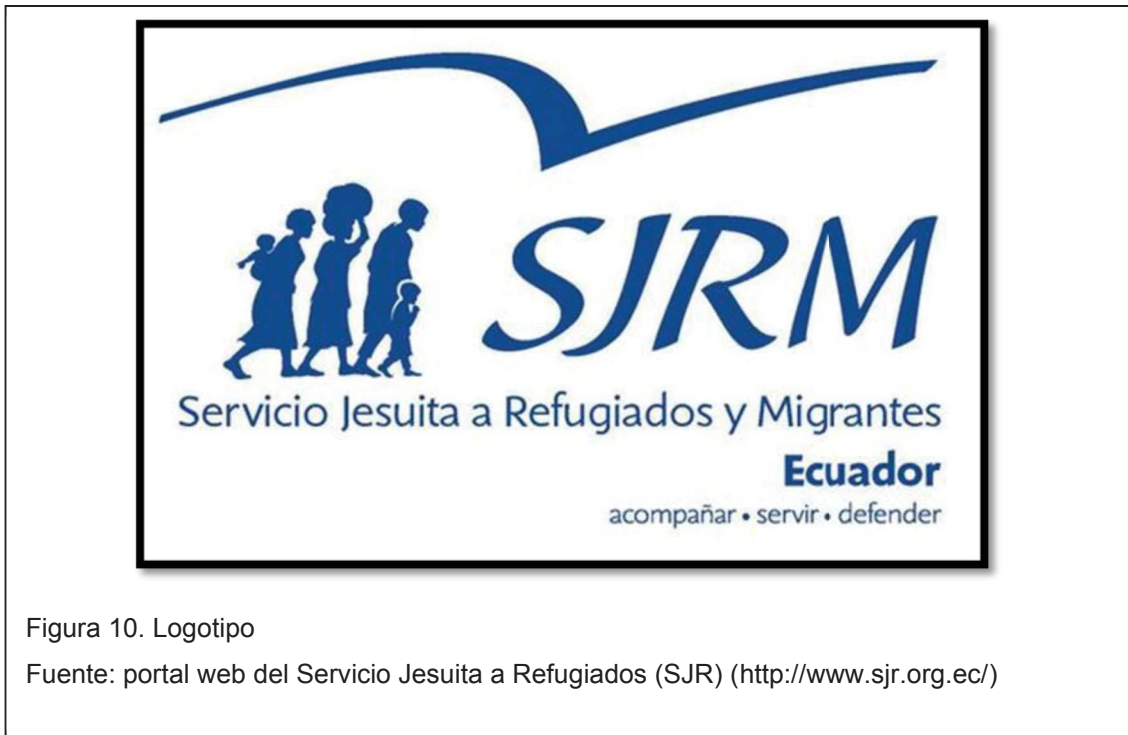 SJRM
Servicio Jesuita a Refugiados y Migrantes
Ecuador
acompañar • servir • defender
Figura 10. Logotipo
Fuente: portal web del Servicio Jesuita a Refugiados (SJR) (http://www.sjr.org.ec/)